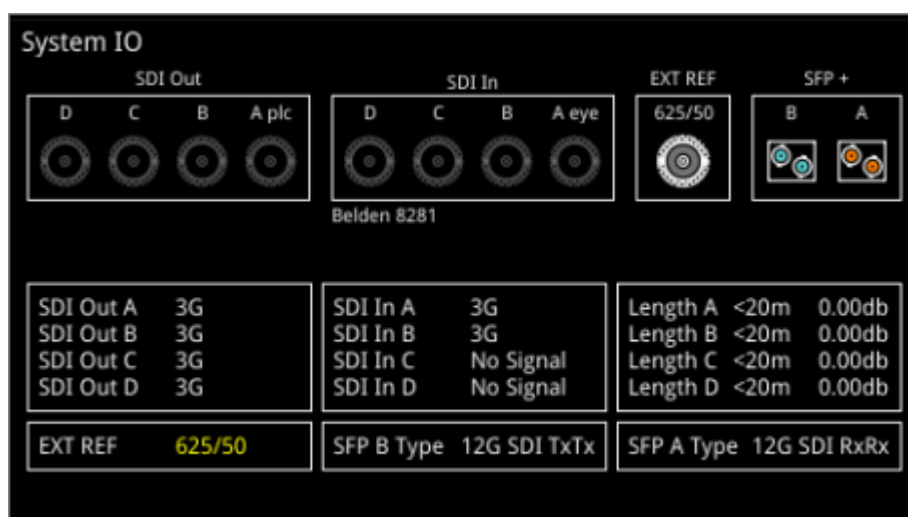 System IO
SDI Out SDI In EXT REF SFP +
D C B A plc D C B A eye 625/50 B A
Belden 8281
SDI Out A 3G SDI In A 3G Length A <20m 0.00db
SDI Out B 3G SDI In B 3G Length B <20m 0.00db
SDI Out C 3G SDI In C No Signal Length C <20m 0.00db
SDI Out D 3G SDI In D No Signal Length D <20m 0.00db
EXT REF 625/50 SFP B Type 12G SDI TxTx SFP A Type 12G SDI RxRx